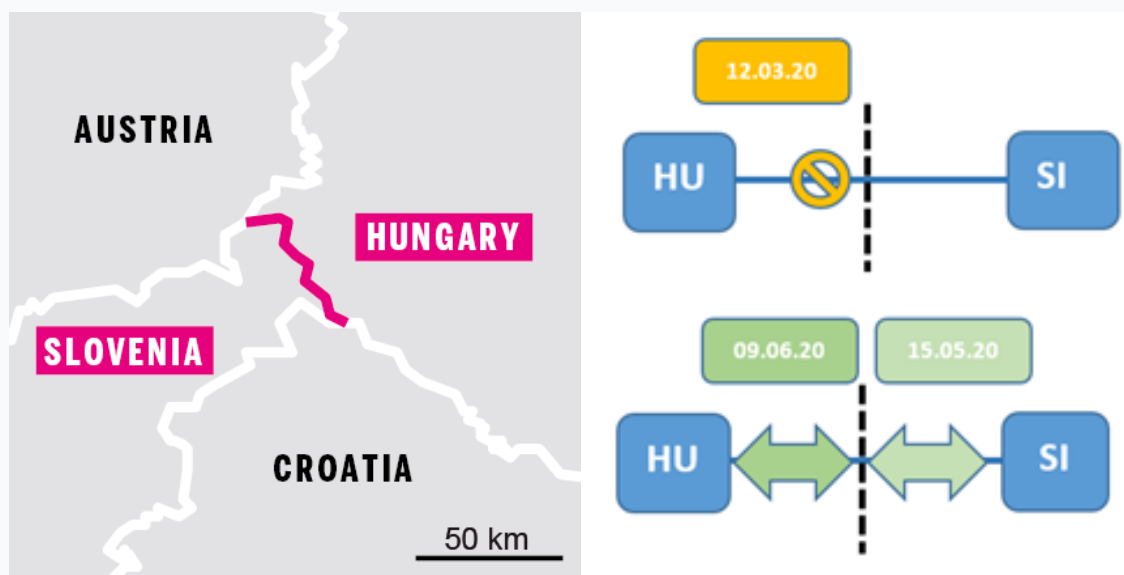 AUSTRIA
HUNGARY
SLOVENIA
CROATIA
50 km
12.03.20
HU
SI
09.06.20
15.05.20
HU
SI